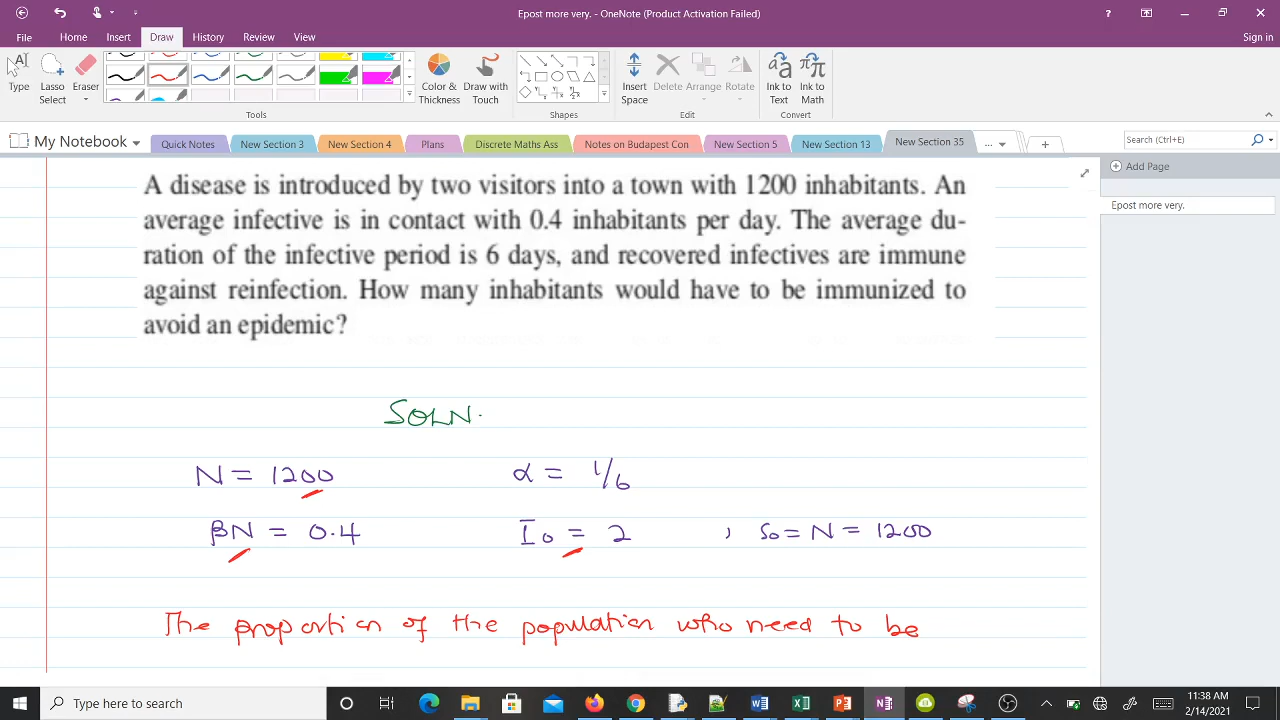 Epost more very. - OneNote (Product Activation Failed)
File Home Insert Draw History Review View Sign in
Type Lasso Select Eraser Color & Thickness Draw with Touch Insert Space Delete Arrange Rotate Ink to Text Ink to Math
Tools Shapes Edit Convert
My Notebook Quick Notes New Section 3 New Section 4 Plans Discrete Maths Ass Notes on Budapest Con New Section 5 New Section 13 New Section 35 ... Search (Ctrl+E)
Add Page
Epost more very.
A disease is introduced by two visitors into a town with 1200 inhabitants. An
average infective is in contact with 0.4 inhabitants per day. The average du-
ration of the infective period is 6 days, and recovered infectives are immune
against reinfection. How many inhabitants would have to be immunized to
avoid an epidemic?
SOLN.
N = 1200 α = 1/6
βN = 0.4 I₀ = 2 , S₀ = N = 1200
The proportion of the population who need to be
Type here to search
11:38 AM
2/14/2021